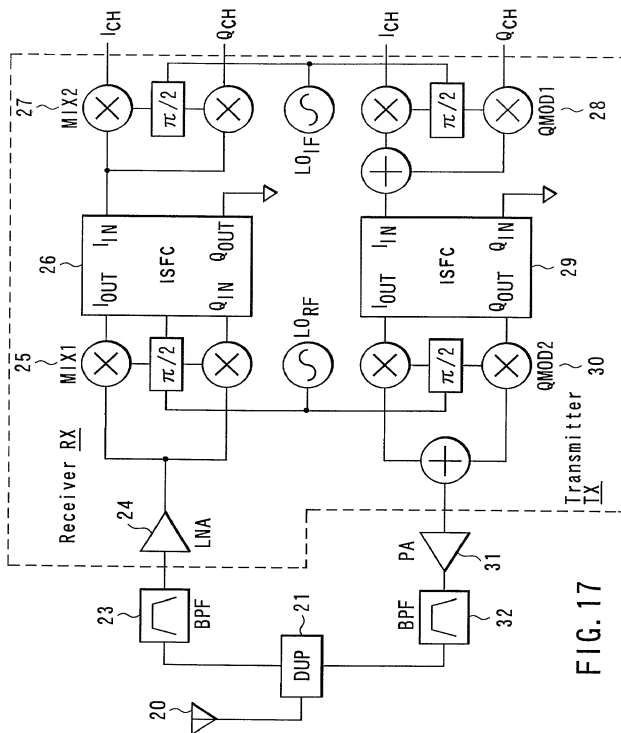 27
MIX2
I CH
Q CH
π/2
LO IF
I CH
Q CH
π/2
QMOD1
28
26
I OUT
I IN
ISFC
Q IN
Q OUT
I OUT
I IN
ISFC
Q OUT
Q IN
29
25
MIX1
π/2
LO RF
π/2
QMOD2
30
Receiver RX
24
LNA
Transmitter
TX
PA
31
23
BPF
BPF
32
21
DUP
20
FIG.17